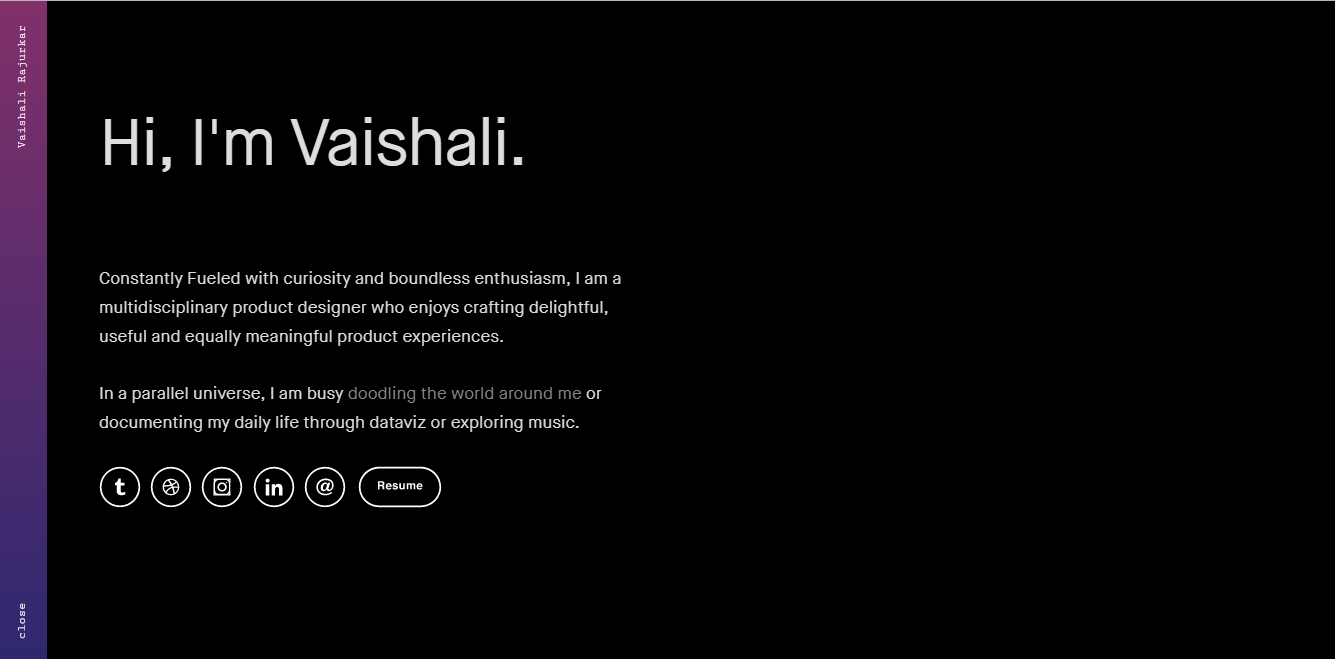 Vaishali Rajurkar
Hi, I'm Vaishali.
Constantly Fueled with curiosity and boundless enthusiasm, I am a
multidisciplinary product designer who enjoys crafting delightful,
useful and equally meaningful product experiences.
In a parallel universe, I am busy doodling the world around me or
documenting my daily life through dataviz or exploring music.
t
in
@
Resume
close